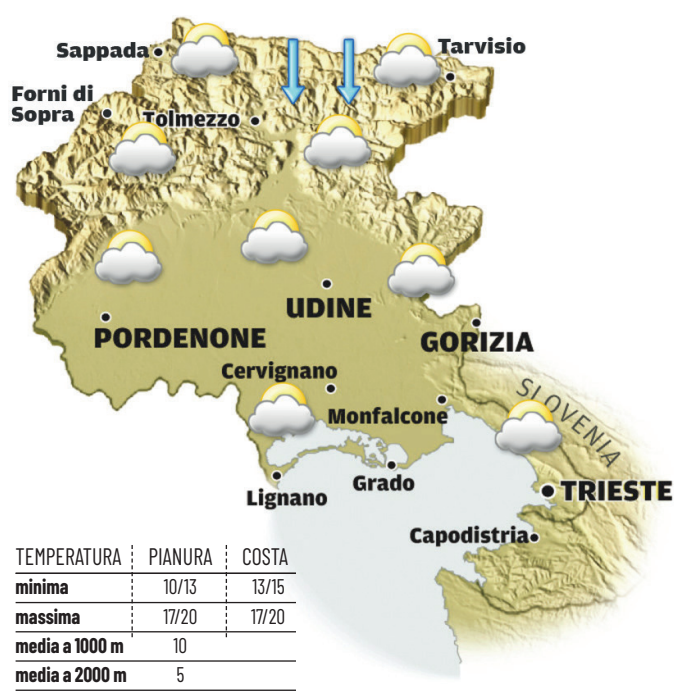 Sappada
Tarvisio
Forni di
Sopra
Tolmezzo
UDINE
PORDENONE
GORIZIA
Cervignano
SLOVENIA
Monfalcone
Grado
Lignano
TRIESTE
Capodistria
TEMPERATURA PIANURA COSTA
minima 10/13 13/15
massima 17/20 17/20
media a 1000 m 10
media a 2000 m 5